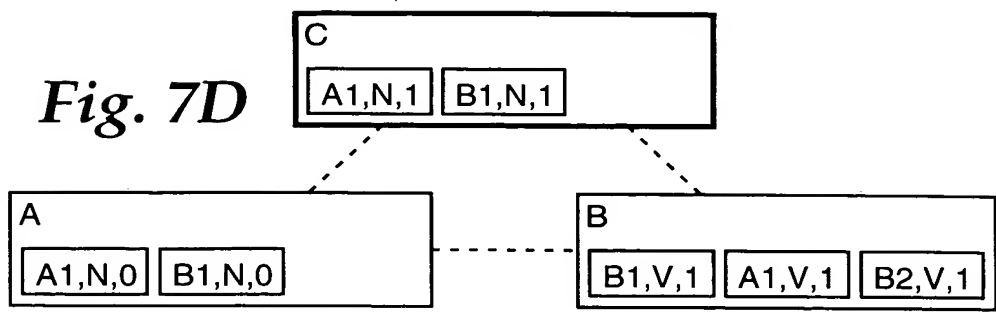 C
A1,N,1 B1,N,1
Fig. 7D
A
A1,N,0 B1,N,0
B
B1,V,1 A1,V,1 B2,V,1